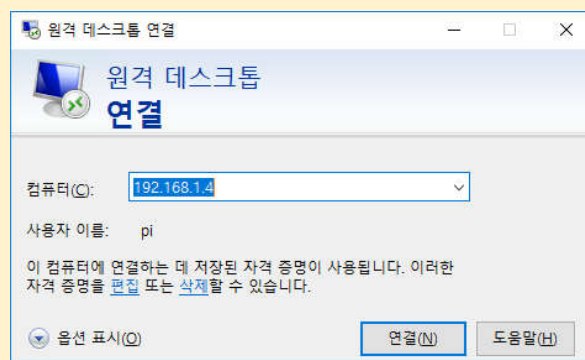 원격 데스크톱 연결
원격 데스크톱
연결
컴퓨터(C): 192.168.1.4
사용자 이름: pi
이 컴퓨터에 연결하는 데 저장된 자격 증명이 사용됩니다. 이러한
자격 증명을 편집 또는 삭제할 수 있습니다.
옵션 표시(O) 연결(N) 도움말(H)